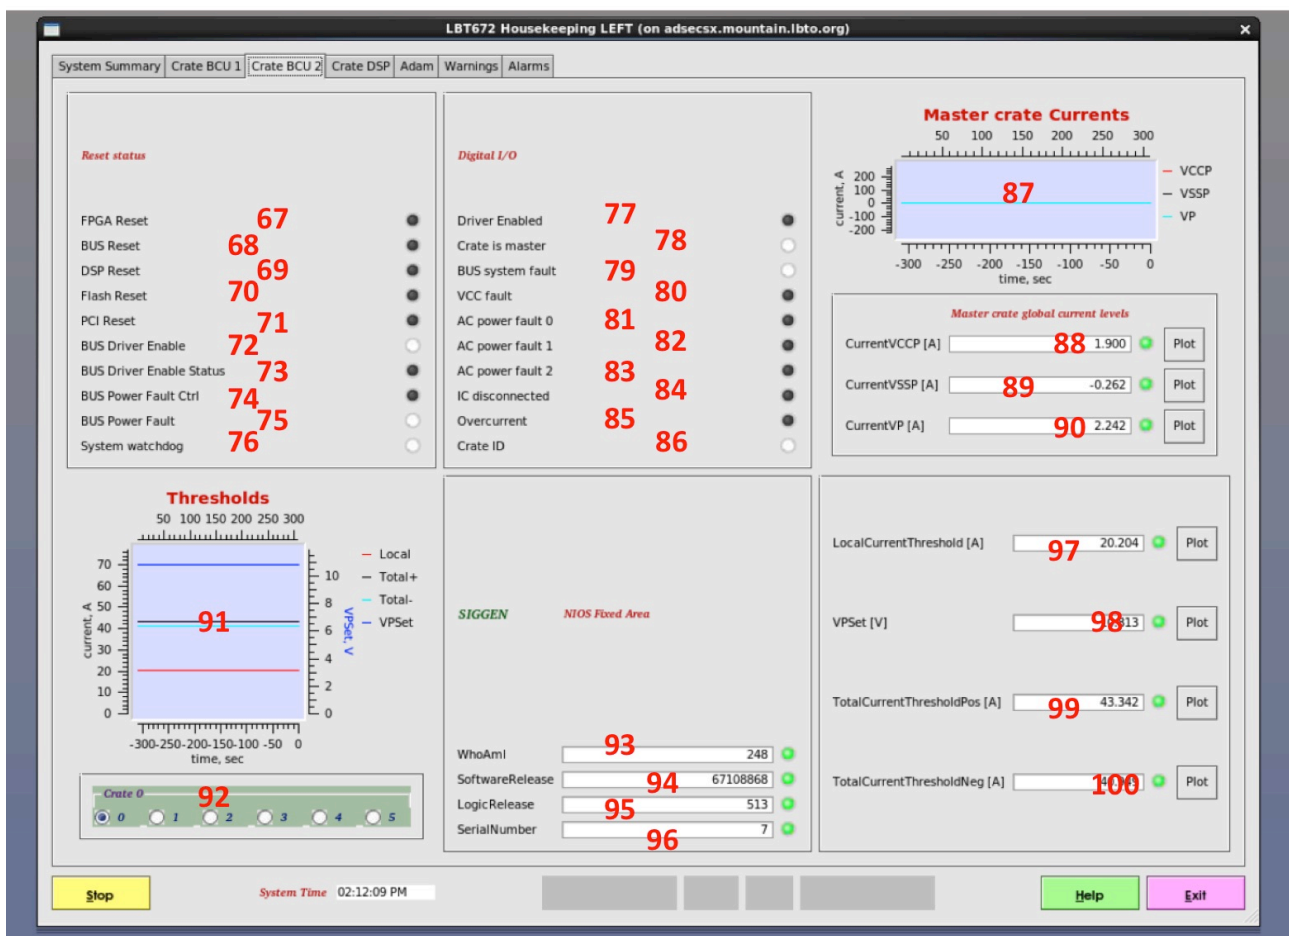 LBT672 Housekeeping LEFT (on adsecsx.mountain.lbto.org)
System Summary Crate BCU 1 Crate BCU 2 Crate DSP Adam Warnings Alarms
Reset status
FPGA Reset 67
BUS Reset 68
DSP Reset 69
Flash Reset 70
PCI Reset 71
BUS Driver Enable 72
BUS Driver Enable Status 73
BUS Power Fault Ctrl 74
BUS Power Fault 75
System watchdog 76
Digital I/O
Driver Enabled 77
Crate is master 78
BUS system fault 79
VCC fault 80
AC power fault 0 81
AC power fault 1 82
AC power fault 2 83
IC disconnected 84
Overcurrent 85
Crate ID 86
Master crate Currents
50 100 150 200 250 300
current, A
200
100
0
-100
-200
87
VCCP
VSSP
VP
-300 -250 -200 -150 -100 -50 0
time, sec
Master crate global current levels
CurrentVCCP [A] 88 1.900 Plot
CurrentVSSP [A] 89 -0.262 Plot
CurrentVP [A] 90 2.242 Plot
Thresholds
50 100 150 200 250 300
current, A
70
60
50
40
30
20
10
0
91
10
8
6
4
2
0
VPSet, V
Local
Total+
Total-
VPSet
-300-250-200-150-100 -50 0
time, sec
Crate 0 92
0 1 2 3 4 5
SIGGEN NIOS Fixed Area
WhoAmI 93 248
SoftwareRelease 94 67108868
LogicRelease 95 513
SerialNumber 96 7
LocalCurrentThreshold [A] 97 20.204 Plot
VPSet [V] 98 Plot
TotalCurrentThresholdPos [A] 99 43.342 Plot
TotalCurrentThresholdNeg [A] 100 Plot
Stop System Time 02:12:09 PM Help Exit